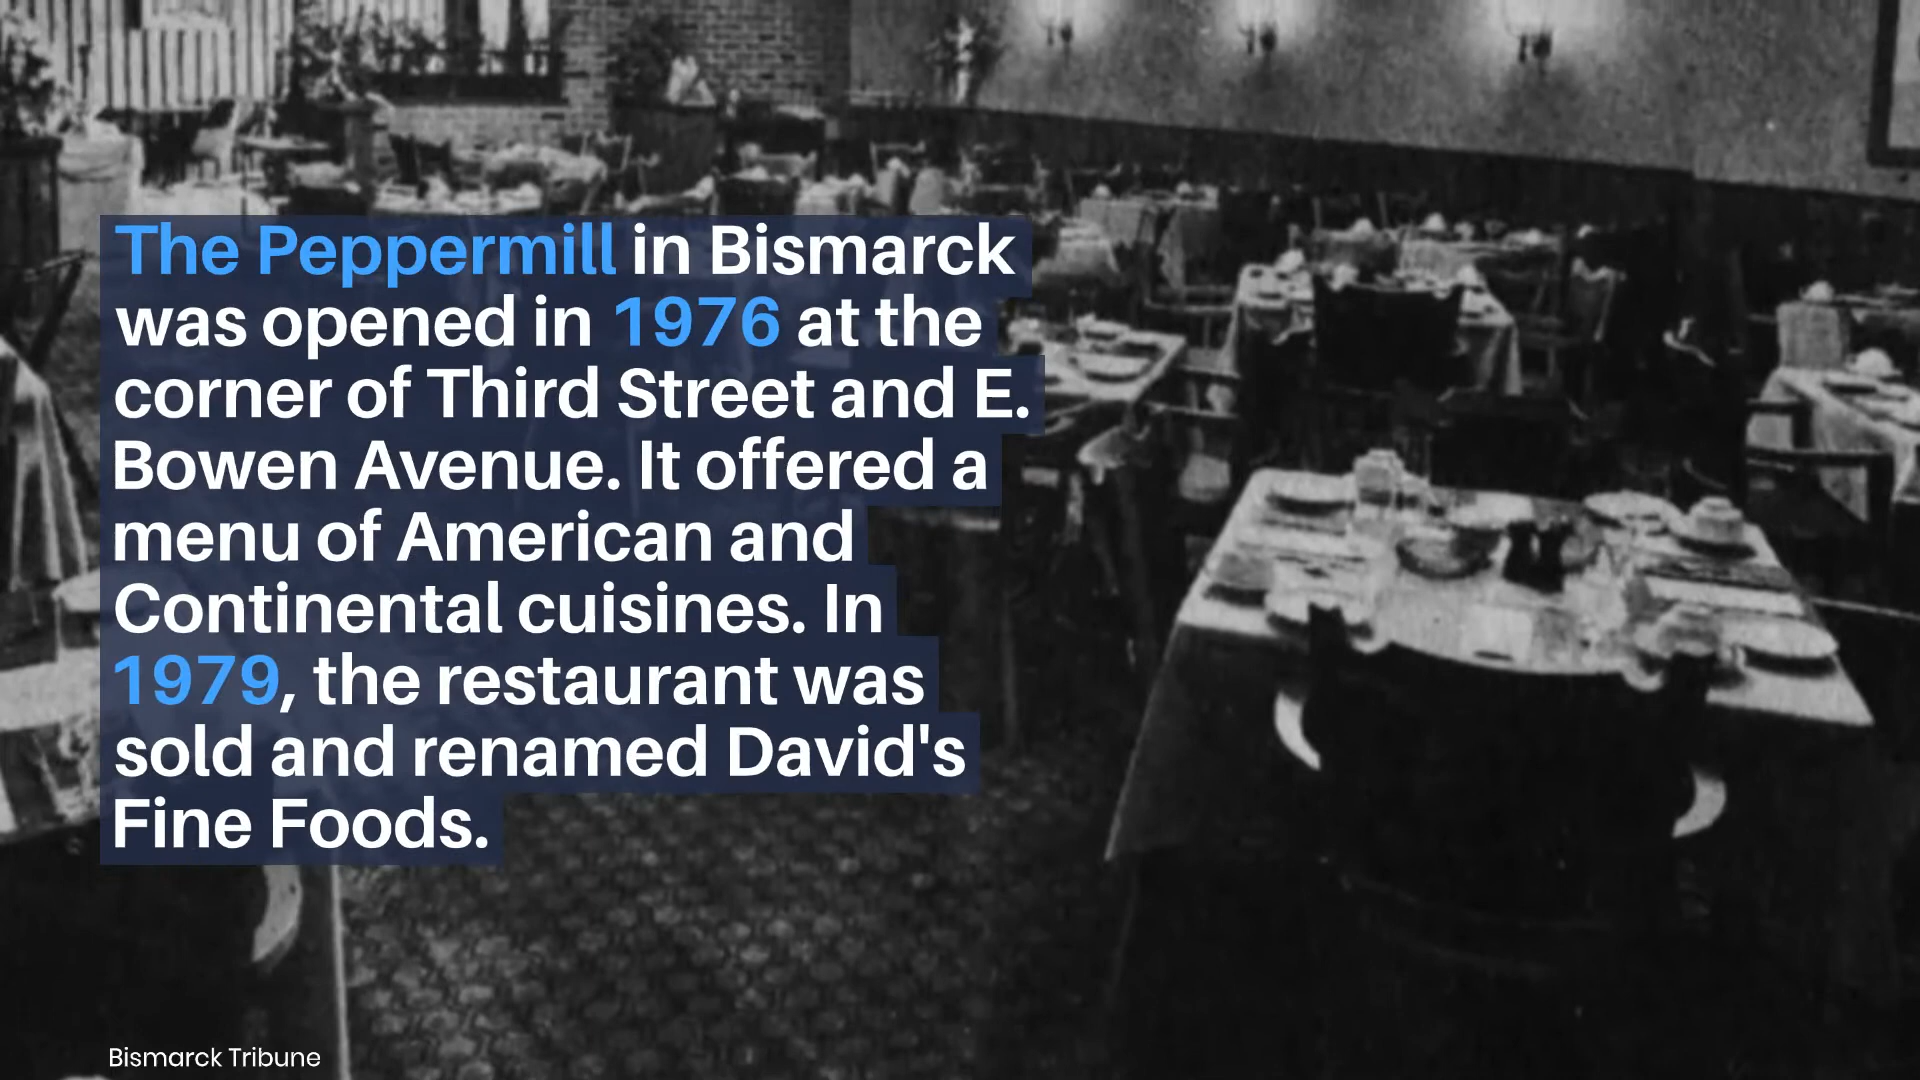 The Peppermill in Bismarck
was opened in 1976 at the
corner of Third Street and E.
Bowen Avenue. It offered a
menu of American and
Continental cuisines. In
1979, the restaurant was
sold and renamed David's
Fine Foods.
Bismarck Tribune